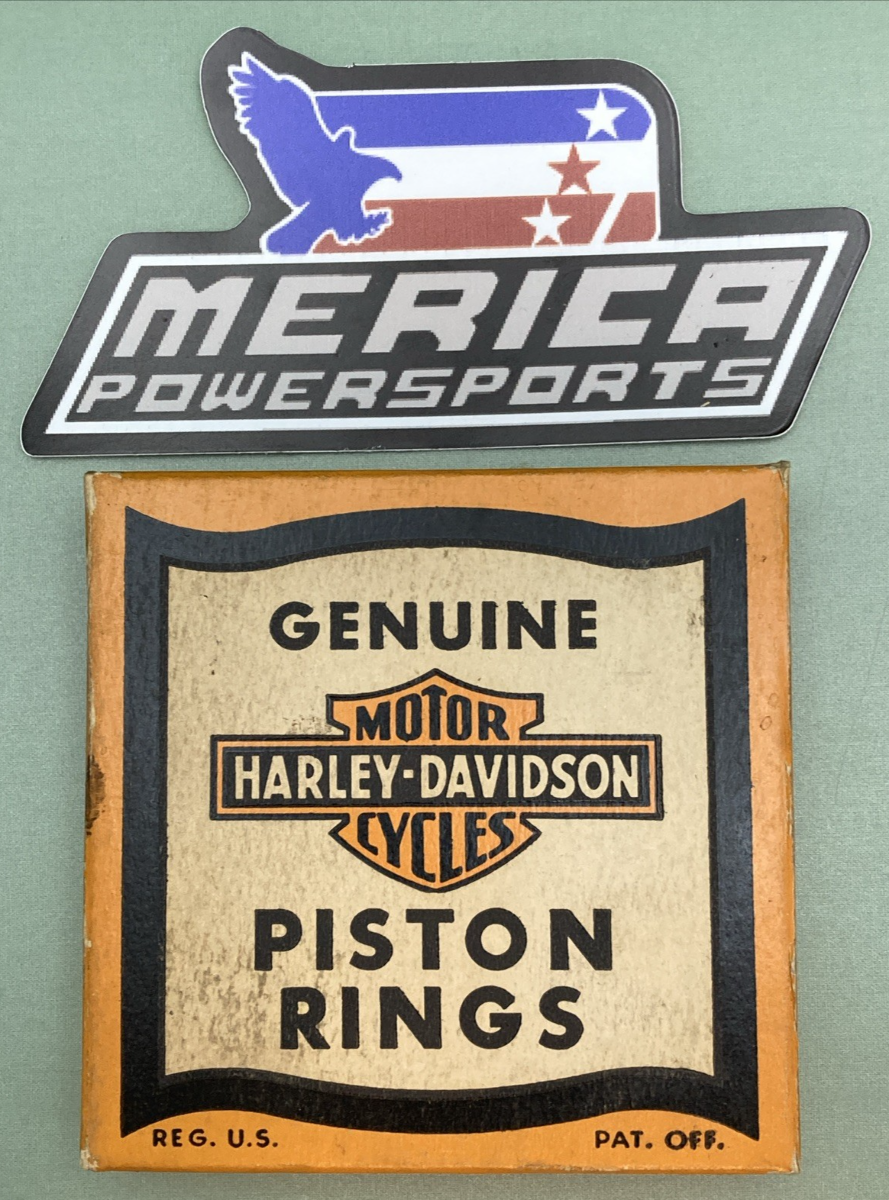 MERICA
POWERSPORTS
GENUINE
MOTOR
HARLEY-DAVIDSON
CYCLES
PISTON
RINGS
REG. U.S. PAT. OFF.